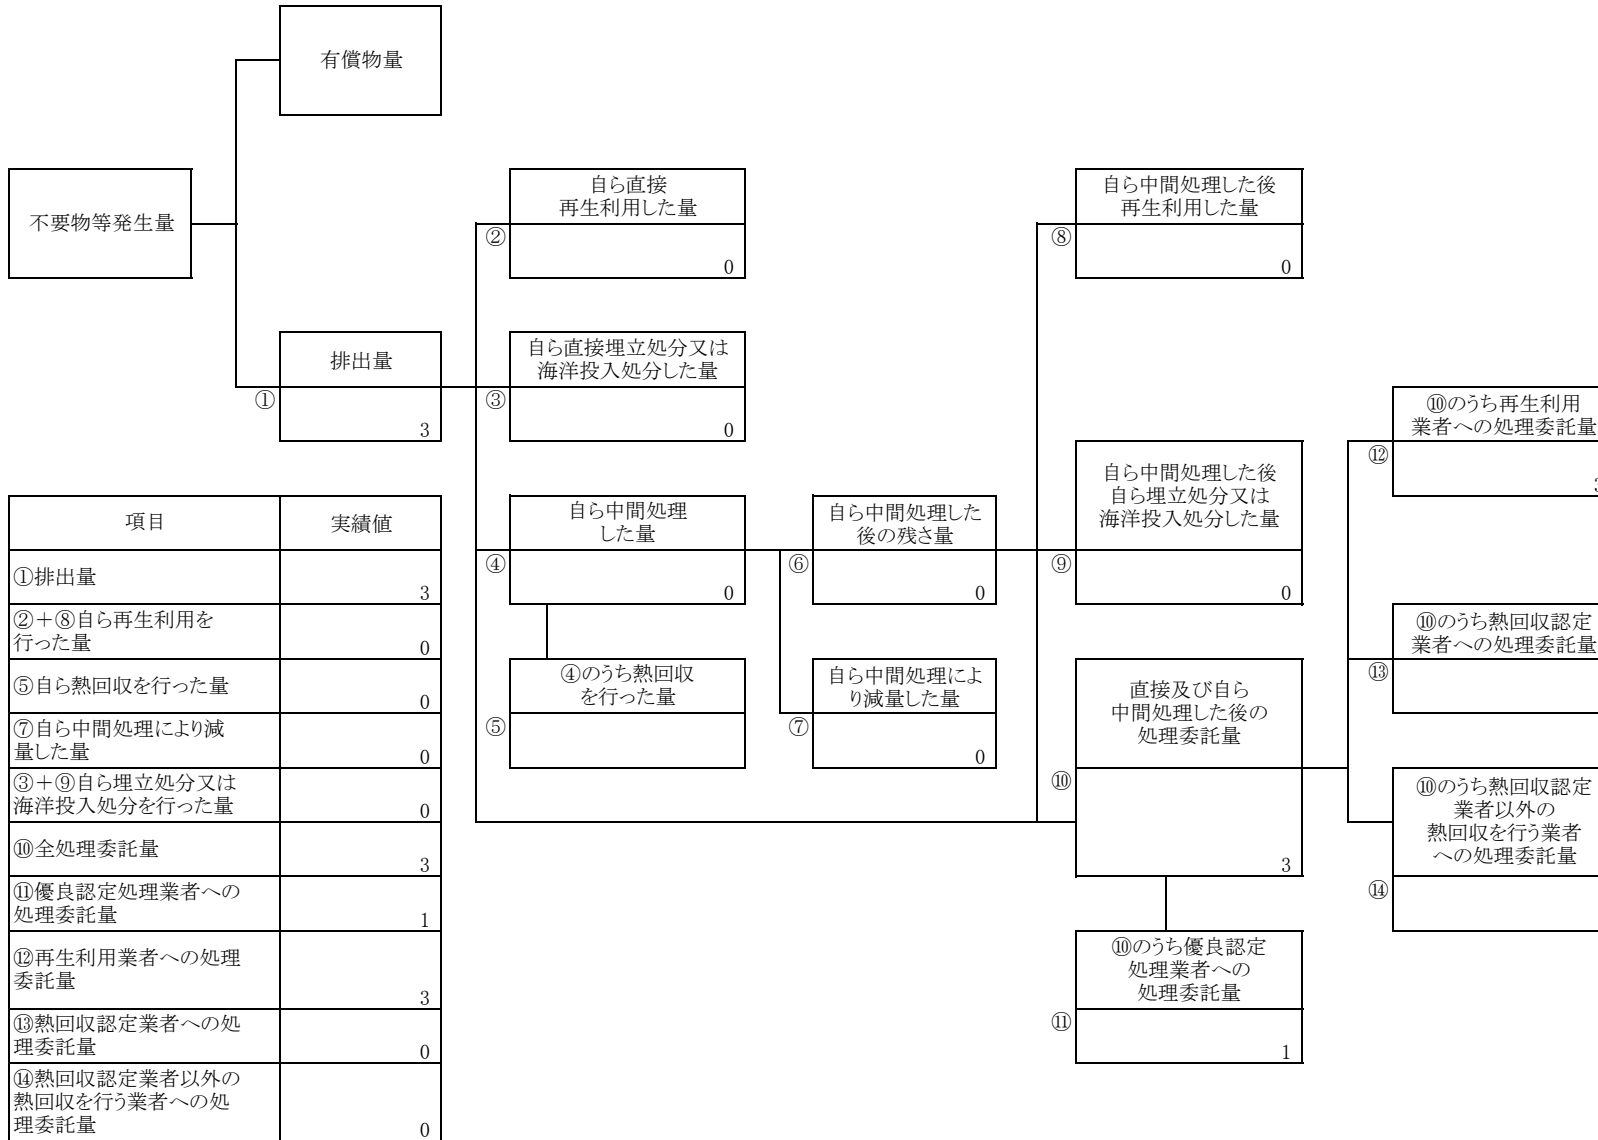 有償物量
不要物等発生量
自ら直接
再生利用した量
②
0
自ら中間処理した後
再生利用した量
⑧
0
排出量
①
3
自ら直接埋立処分又は
海洋投入処分した量
③
0
⑩のうち再生利用
業者への処理委託量
⑫
自ら中間処理
した量
④
0
自ら中間処理した
後の残さ量
⑥
0
自ら中間処理した後
自ら埋立処分又は
海洋投入処分した量
⑨
0
④のうち熱回収
を行った量
⑤
自ら中間処理によ
り減量した量
⑦
0
直接及び自ら
中間処理した後の
処理委託量
⑩
3
⑩のうち熱回収認定
業者への処理委託量
⑬
⑩のうち熱回収認定
業者以外の
熱回収を行う業者
への処理委託量
⑭
⑩のうち優良認定
処理業者への
処理委託量
⑪
1
項目 実績値
①排出量 3
②＋⑧自ら再生利用を
行った量 0
⑤自ら熱回収を行った量 0
⑦自ら中間処理により減
量した量 0
③＋⑨自ら埋立処分又は
海洋投入処分を行った量 0
⑩全処理委託量 3
⑪優良認定処理業者への
処理委託量 1
⑫再生利用業者への処理
委託量 3
⑬熱回収認定業者への処
理委託量 0
⑭熱回収認定業者以外の
熱回収を行う業者への処
理委託量 0